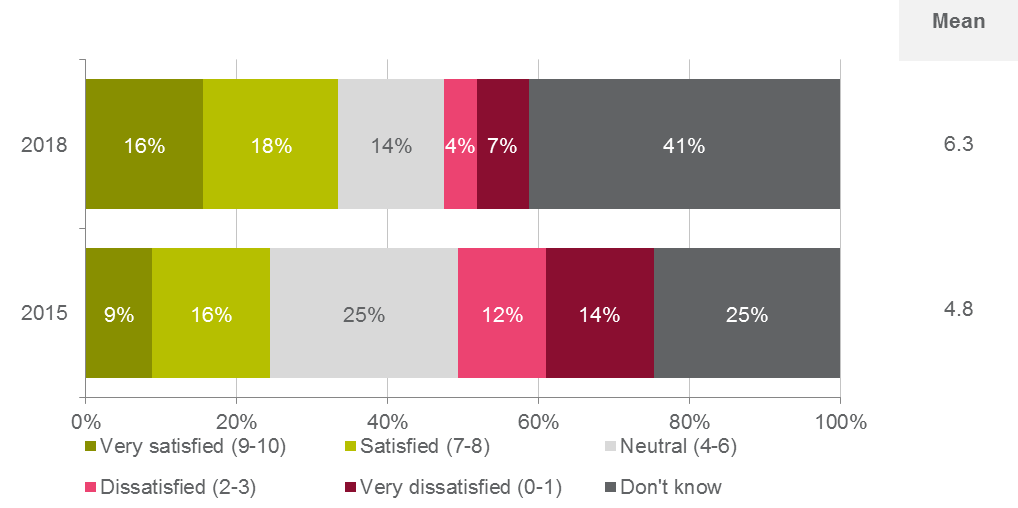 Mean
2018 16% 18% 14% 4% 7% 41% 6.3
2015 9% 16% 25% 12% 14% 25% 4.8
0% 20% 40% 60% 80% 100%
Very satisfied (9-10) Satisfied (7-8) Neutral (4-6)
Dissatisfied (2-3) Very dissatisfied (0-1) Don't know